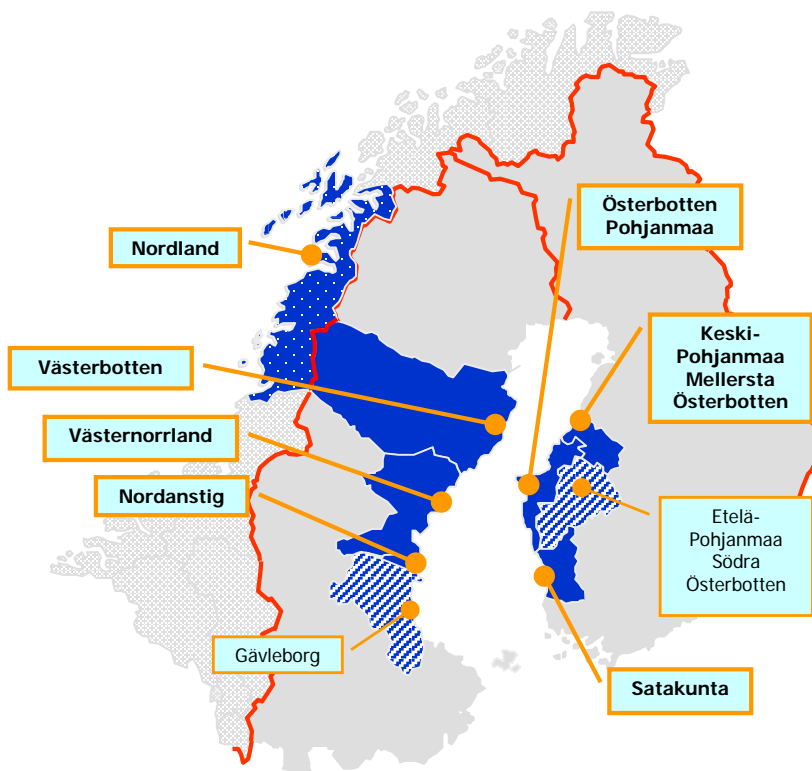 Österbotten
Pohjanmaa
Nordland
Keski-
Pohjanmaa
Mellersta
Österbotten
Västerbotten
Västernorrland
Nordanstig
Etelä-
Pohjanmaa
Södra
Österbotten
Gävleborg
Satakunta